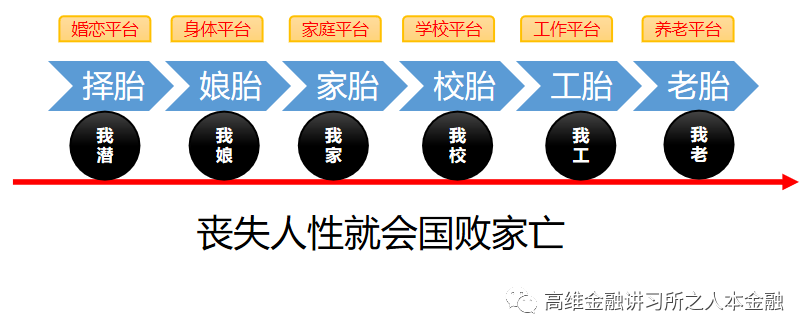 婚恋平台 身体平台 家庭平台 学校平台 工作平台 养老平台
择胎 娘胎 家胎 校胎 工胎 老胎
我 我 我 我 我 我
潜 娘 家 校 工 老
丧失人性就会国败家亡
高维金融讲习所之人本金融